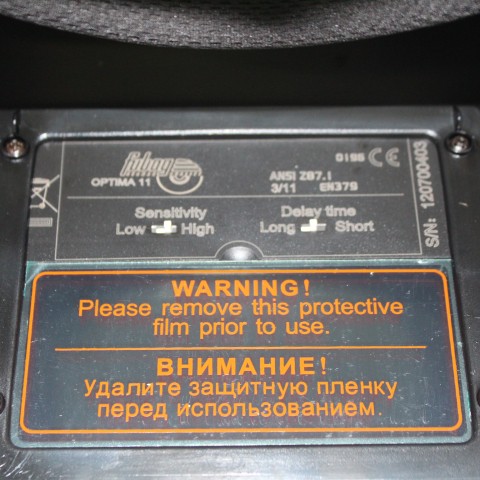 Fubag
OPTIMA 11
0196 CE
ANSI Z87.1
3/11 EN379
S/N: 120700403
Sensitivity
Low High
Delay time
Long Short
WARNING!
Please remove this protective
film prior to use.
ВНИМАНИЕ!
Удалите защитную пленку
перед использованием.